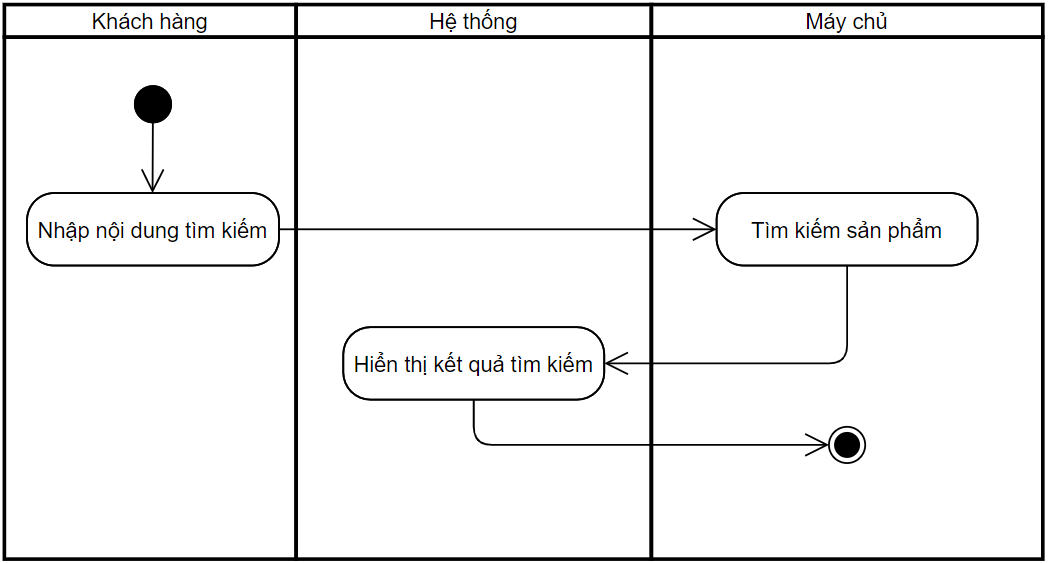 Khách hàng
Hệ thống
Máy chủ
Nhập nội dung tìm kiếm
Tìm kiếm sản phẩm
Hiển thị kết quả tìm kiếm